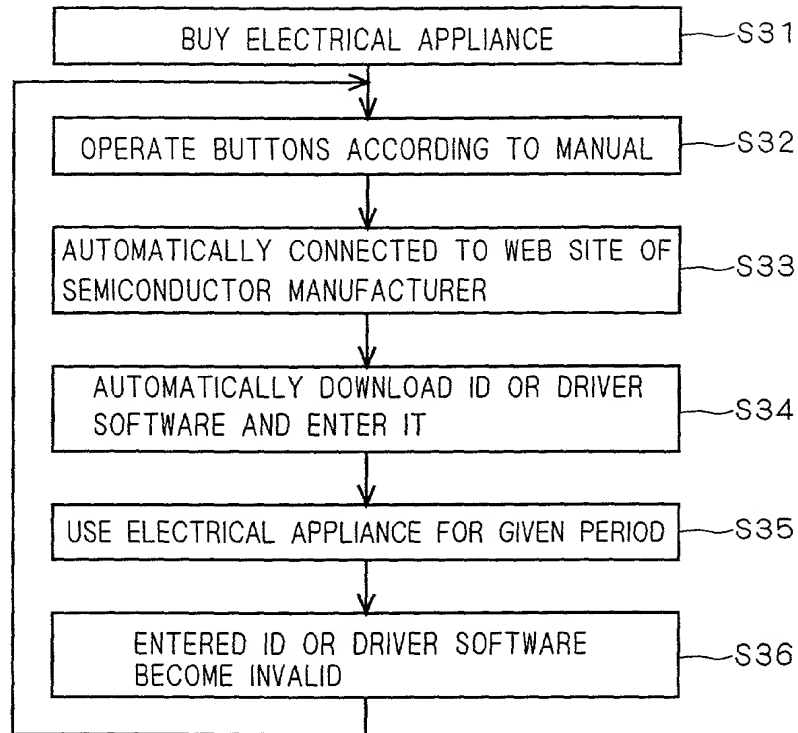 BUY ELECTRICAL APPLIANCE
S31
OPERATE BUTTONS ACCORDING TO MANUAL
S32
AUTOMATICALLY CONNECTED TO WEB SITE OF
SEMICONDUCTOR MANUFACTURER
S33
AUTOMATICALLY DOWNLOAD ID OR DRIVER
SOFTWARE AND ENTER IT
S34
USE ELECTRICAL APPLIANCE FOR GIVEN PERIOD
S35
ENTERED ID OR DRIVER SOFTWARE
BECOME INVALID
S36